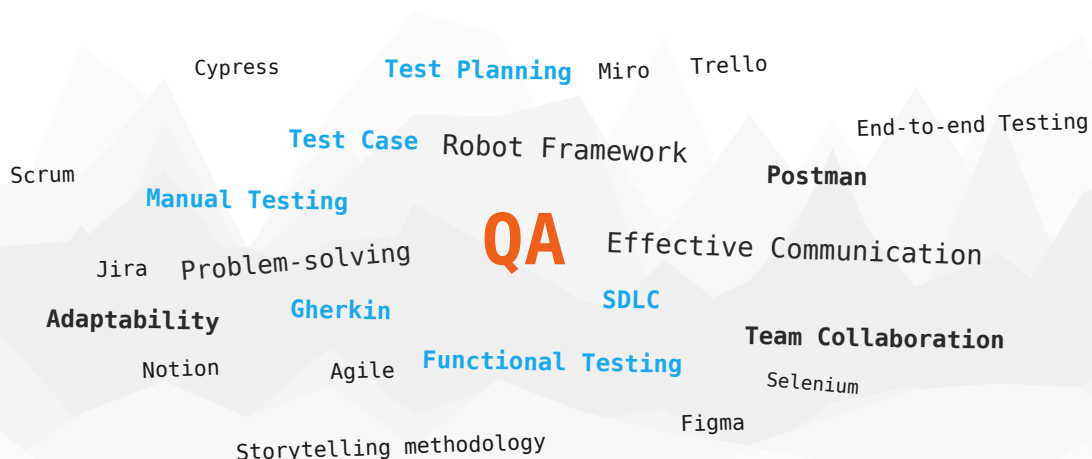 Cypress
Test Planning
Miro
Trello
End-to-end Testing
Test Case
Robot Framework
Scrum
Postman
Manual Testing
QA
Effective Communication
Jira
Problem-solving
Gherkin
SDLC
Adaptability
Team Collaboration
Notion
Agile
Functional Testing
Selenium
Figma
Storytelling methodology